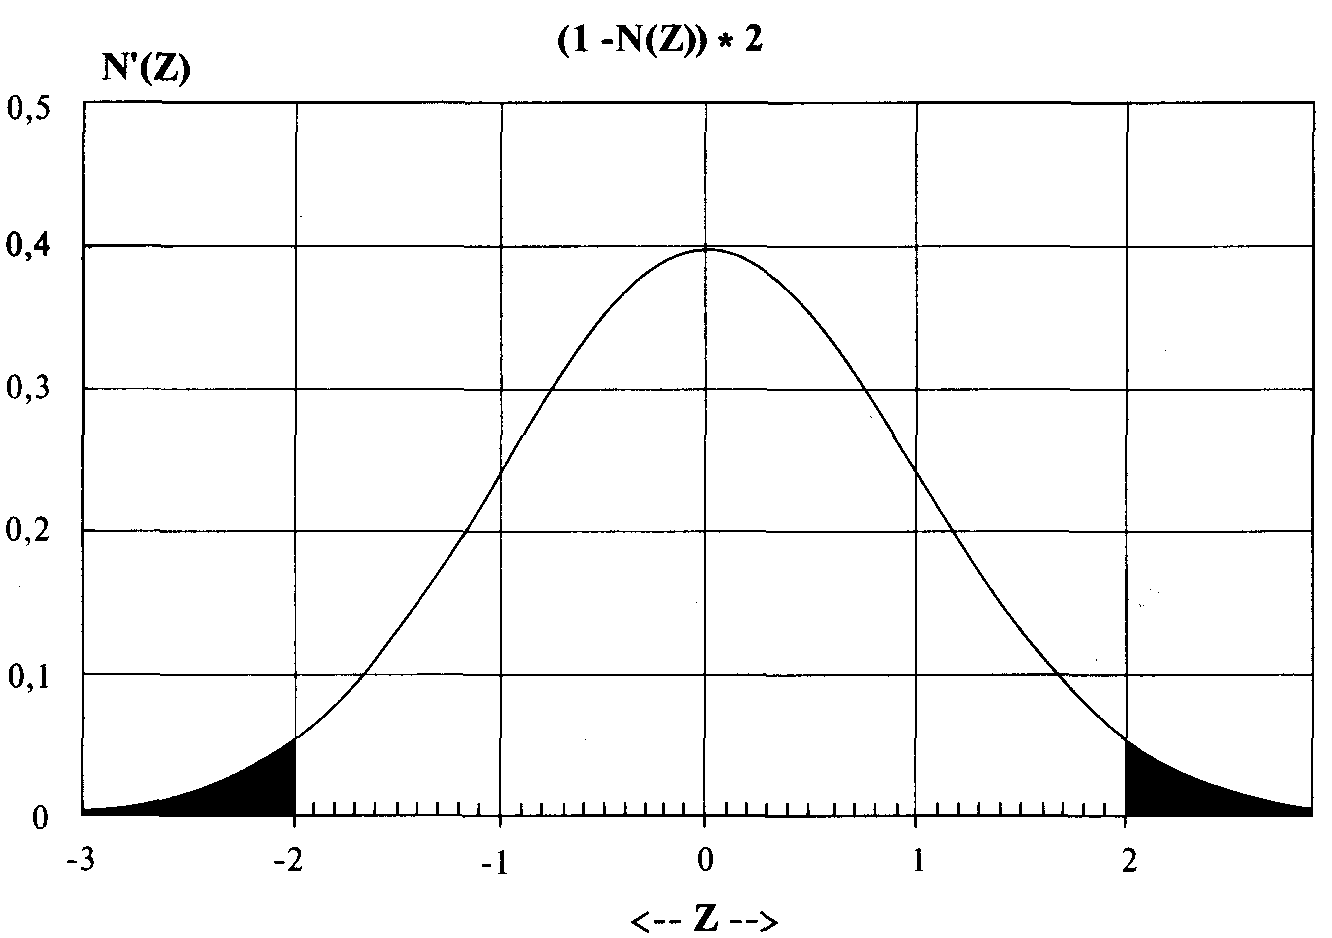 (1 -N(Z)) * 2
N'(Z)
0,5
0,4
0,3
0,2
0,1
0
-3 -2 -1 0 1 2
<-- Z -->